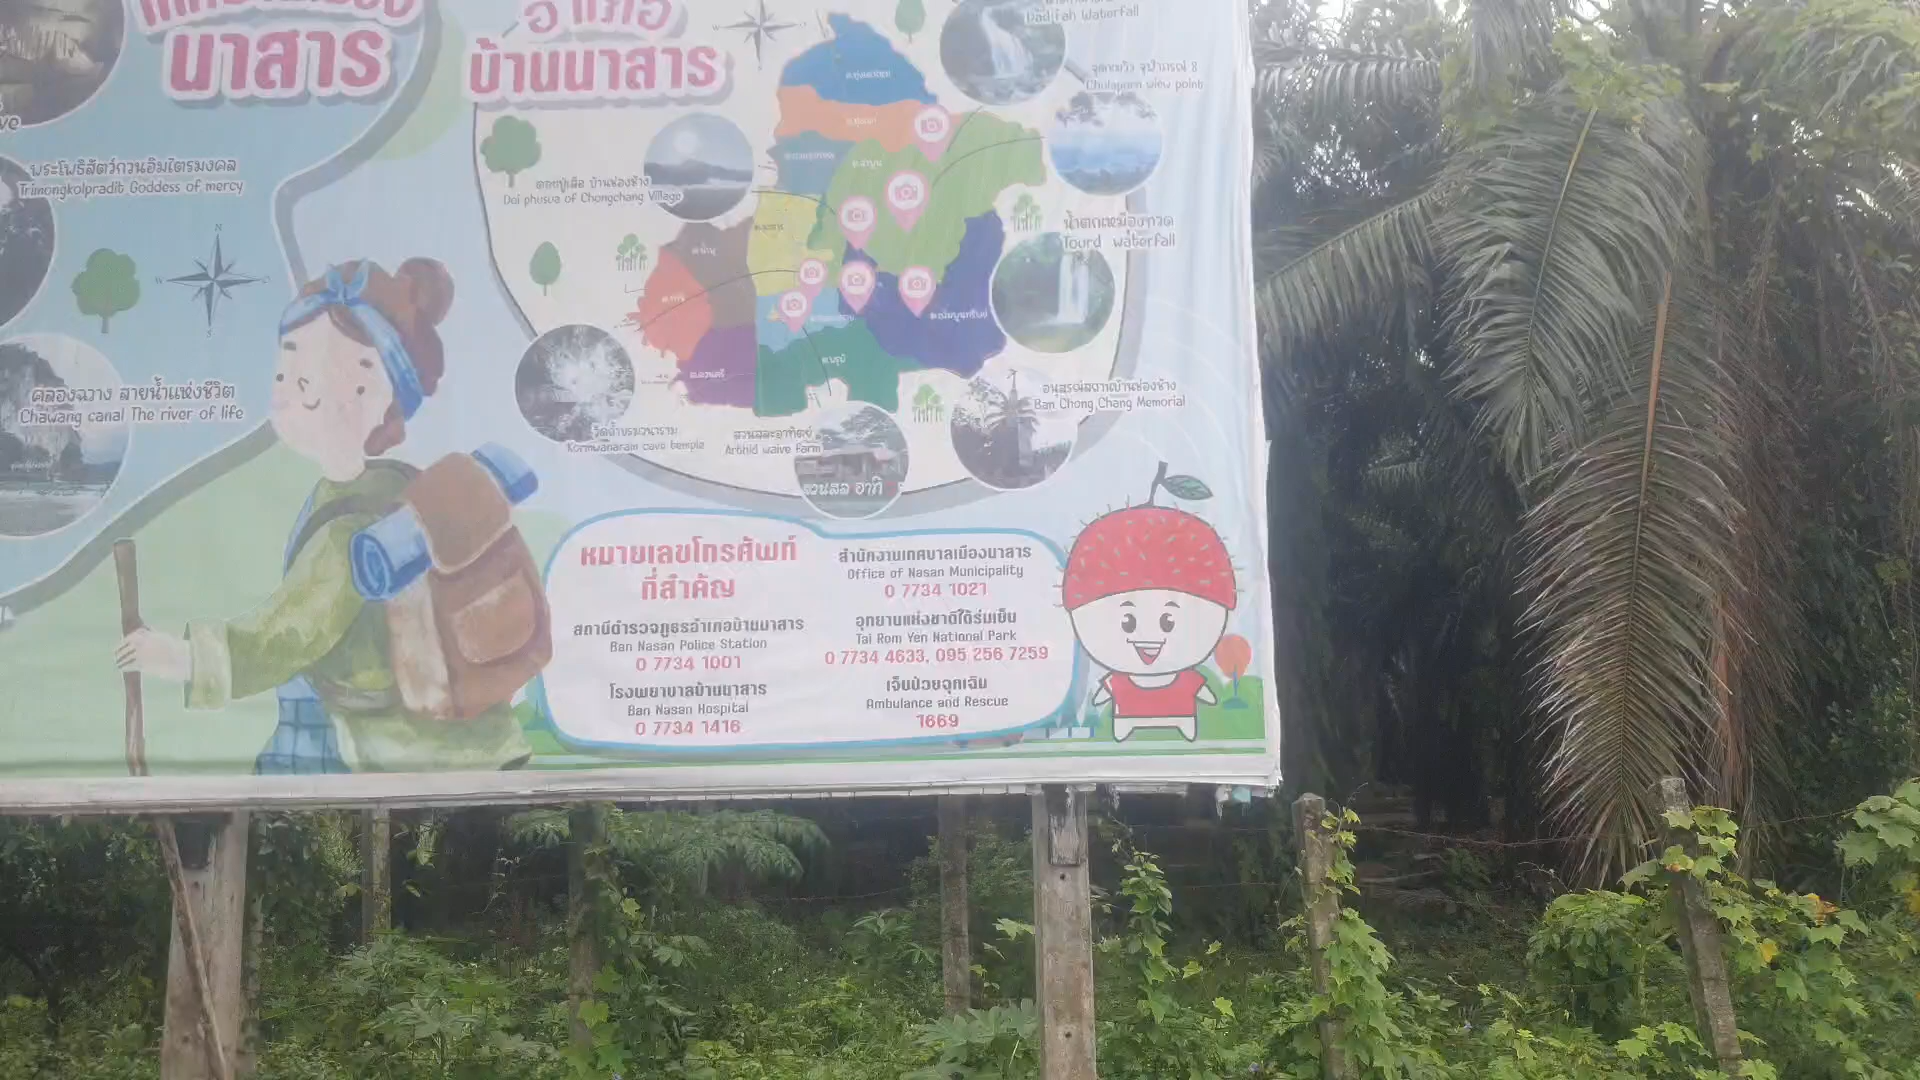 นาสาร
อำเภอ
บ้านนาสาร
Dadfah Waterfall
จุดชมวิว จุฬาภรณ์ 8
Chulaporn view point
พระโพธิสัตว์กวนอิมไตรมงคล
Trimongkolpradit Goddess of mercy
ดอยปู่เสือ บ้านช่องช้าง
Doi phusua of Chongchang Village
น้ำตกเหมืองทวด
Tourd waterfall
คลองฉวาง สายน้ำแห่งชีวิต
Chawang canal The river of life
อนุสรณ์สถานบ้านช่องช้าง
Ban Chong Chang Memorial
Kormwanaram cave temple
สวนสละอาทิตย์
Arthid waive Farm
หมายเลขโทรศัพท์
ที่สำคัญ
สถานีตำรวจภูธรอำเภอบ้านนาสาร
Ban Nasan Police Station
0 7734 1001
โรงพยาบาลบ้านนาสาร
Ban Nasan Hospital
0 7734 1416
สำนักงานเทศบาลเมืองนาสาร
Office of Nasan Municipality
0 7734 1021
อุทยานแห่งชาติใต้ร่มเย็น
Tai Rom Yen National Park
0 7734 4633, 095 256 7259
เจ็บป่วยฉุกเฉิน
Ambulance and Rescue
1669